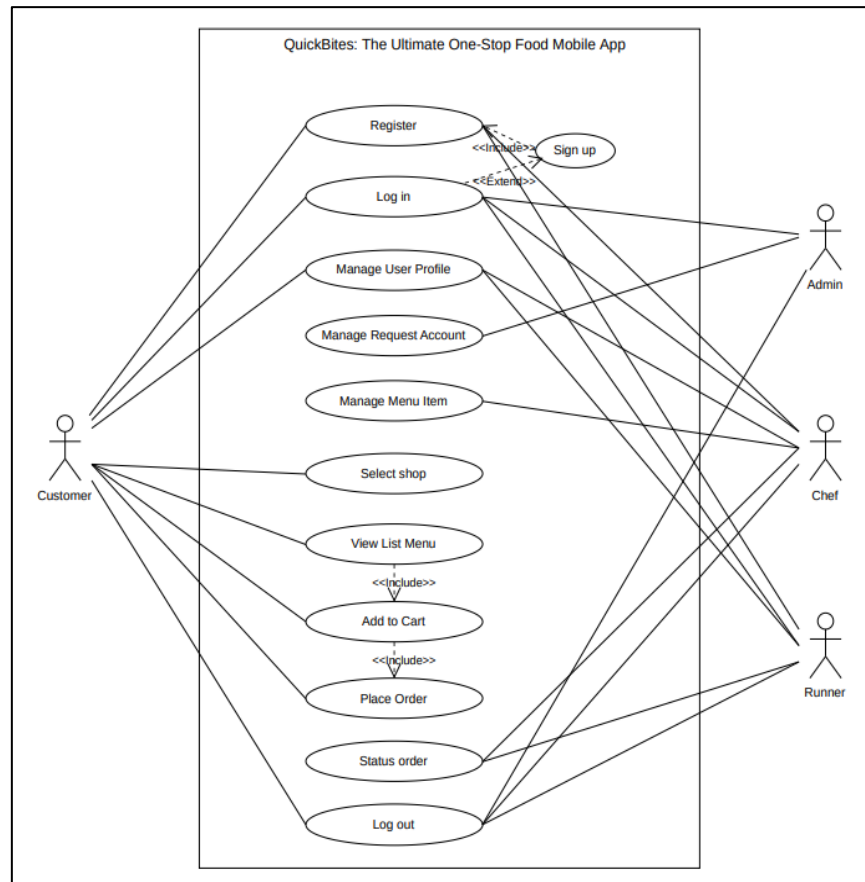 QuickBites: The Ultimate One-Stop Food Mobile App
Register
<<Include>>
Sign up
<<Extend>>
Log in
Manage User Profile
Admin
Manage Request Account
Manage Menu Item
Select shop
Customer
Chef
View List Menu
<<Include>>
Add to Cart
<<Include>>
Place Order
Runner
Status order
Log out